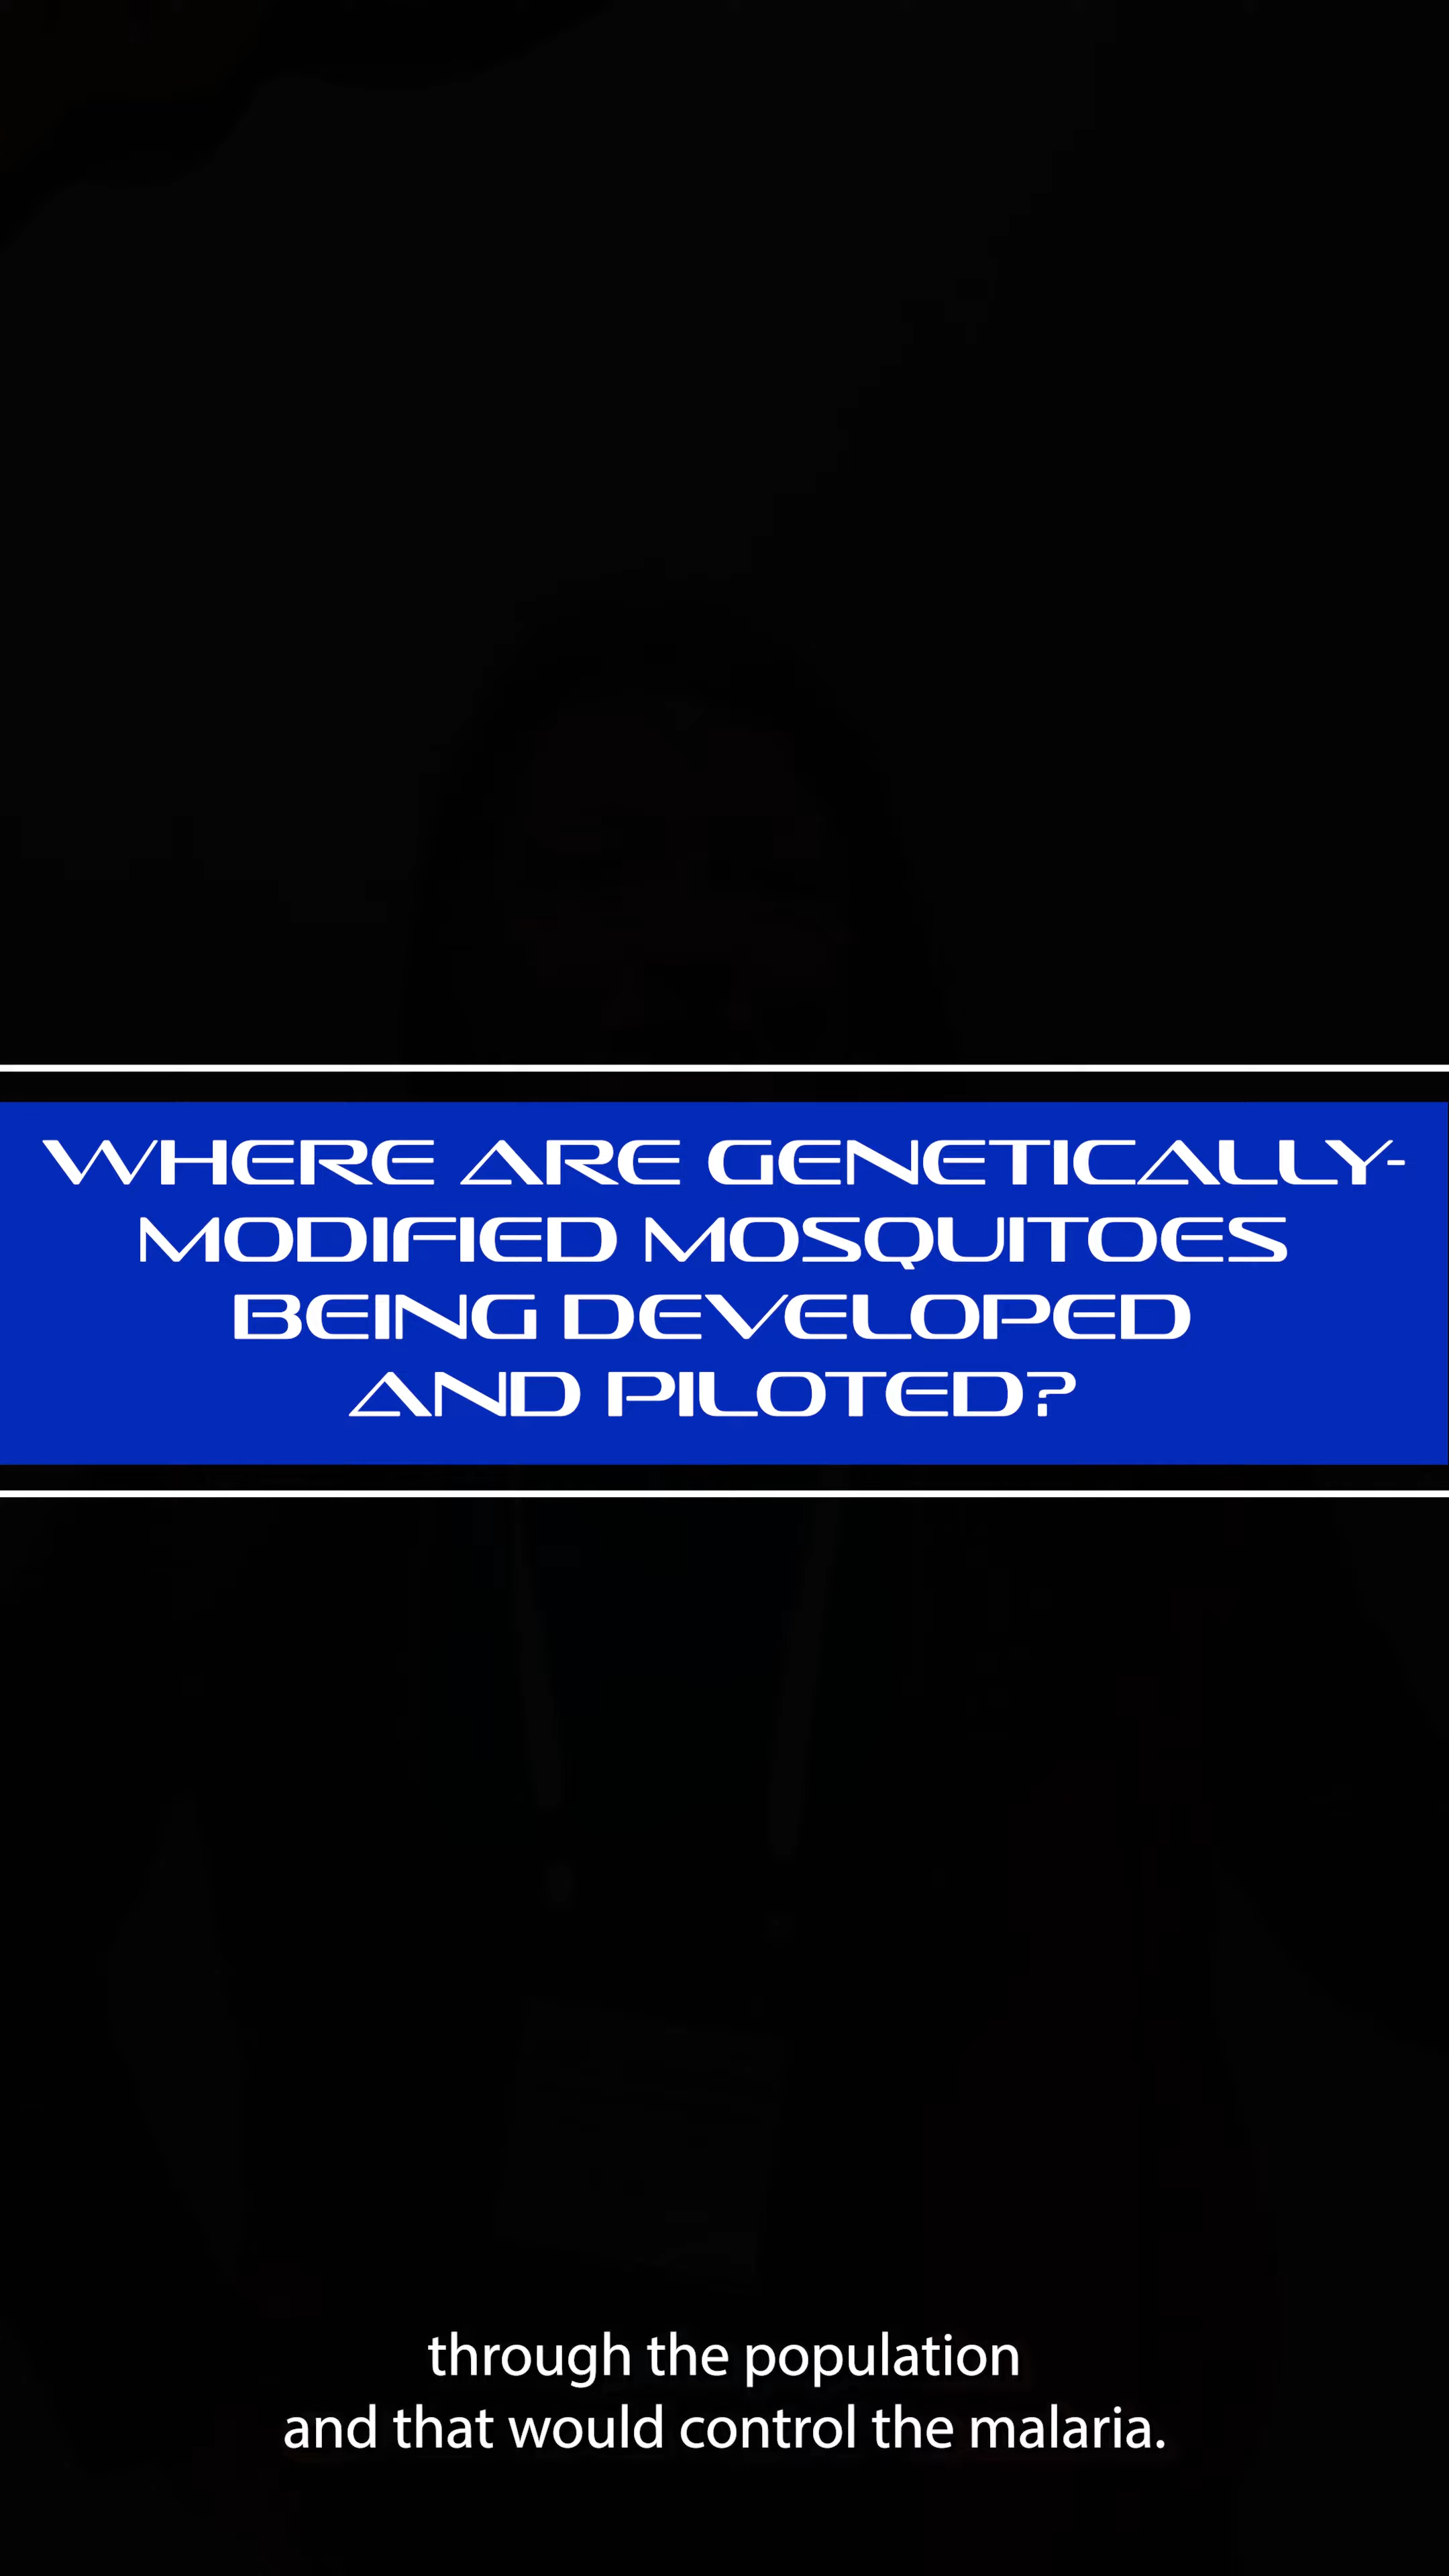 WHERE ARE GENETICALLY-
MODIFIED MOSQUITOES
BEING DEVELOPED
AND PILOTED?
through the population
and that would control the malaria.